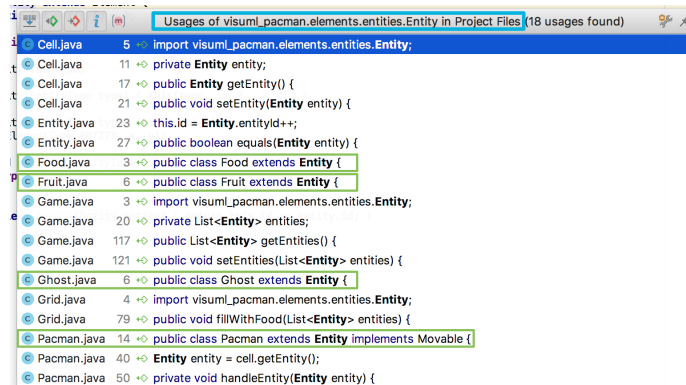 Usages of visuml_pacman.elements.entities.Entity in Project Files (18 usages found)
Cell.java 5 import visuml_pacman.elements.entities.Entity;
Cell.java 11 private Entity entity;
Cell.java 17 public Entity getEntity() {
Cell.java 21 public void setEntity(Entity entity) {
Entity.java 23 this.id = Entity.entityId++;
Entity.java 27 public boolean equals(Entity entity) {
Food.java 3 public class Food extends Entity {
Fruit.java 6 public class Fruit extends Entity {
Game.java 3 import visuml_pacman.elements.entities.Entity;
Game.java 20 private List<Entity> entities;
Game.java 117 public List<Entity> getEntities() {
Game.java 121 public void setEntities(List<Entity> entities) {
Ghost.java 6 public class Ghost extends Entity {
Grid.java 4 import visuml_pacman.elements.entities.Entity;
Grid.java 79 public void fillWithFood(List<Entity> entities) {
Pacman.java 14 public class Pacman extends Entity implements Movable {
Pacman.java 40 Entity entity = cell.getEntity();
Pacman.java 50 private void handleEntity(Entity entity) {